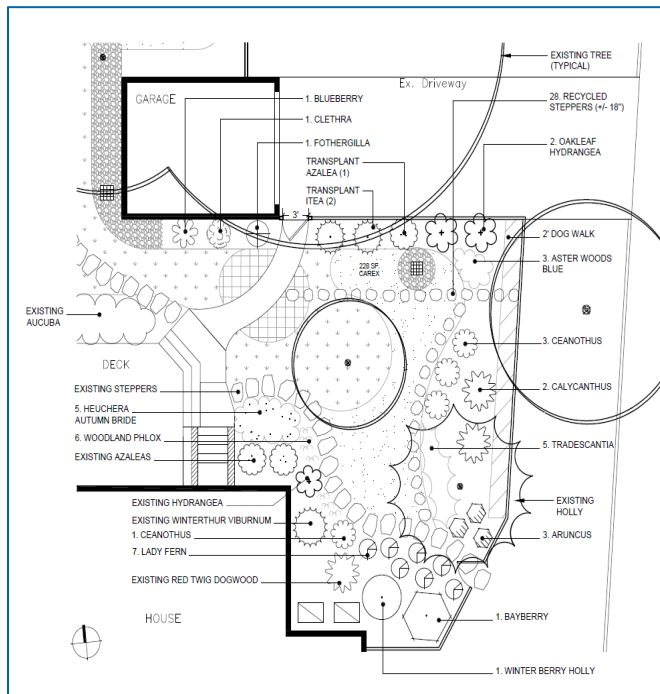 EXISTING TREE
(TYPICAL)
Ex. Driveway
GARAGE
1. BLUEBERRY
28. RECYCLED
STEPPERS (+/- 18")
1. CLETHRA
1. FOTHERGILLA
2. OAKLEAF
HYDRANGEA
TRANSPLANT
AZALEA (1)
TRANSPLANT
ITEA (2)
3'
2' DOG WALK
228 SF
CAREX
3. ASTER WOODS
BLUE
EXISTING
AUCUBA
3. CEANOTHUS
DECK
EXISTING STEPPERS
2. CALYCANTHUS
5. HEUCHERA
AUTUMN BRIDE
6. WOODLAND PHLOX
5. TRADESCANTIA
EXISTING AZALEAS
EXISTING HYDRANGEA
EXISTING
HOLLY
EXISTING WINTERTHUR VIBURNUM
1. CEANOTHUS
3. ARUNCUS
7. LADY FERN
EXISTING RED TWIG DOGWOOD
HOUSE
1. BAYBERRY
1. WINTER BERRY HOLLY